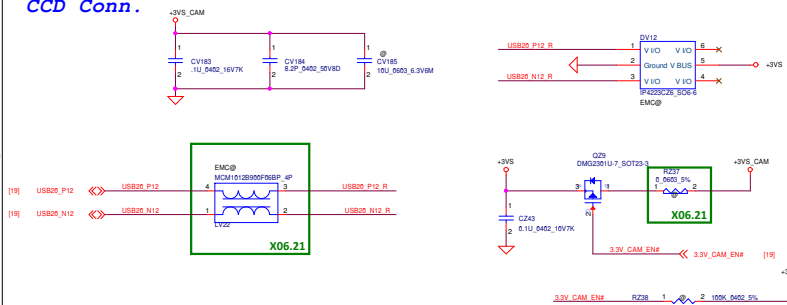 CCD Conn.
+3VS_CAM
1
CV183
.1U_0402_16V7K
2
1
CV184
8.2P_0402_50V8D
2
@
1
CV185
10U_0603_6.3V6M
2
DV12
USB20_P12_R
1
V I/O
V I/O
6
2
Ground
V BUS
5
+3VS
USB20_N12_R
3
V I/O
V I/O
4
IP4223CZ6_SO6-6
EMC@
EMC@
MCM1012B900F06BP_4P
[19]
USB20_P12
USB20_P12
4
3
USB20_P12_R
[19]
USB20_N12
USB20_N12
1
2
USB20_N12_R
LV22
X06.21
QZ9
DMG2301U-7_SOT23-3
+3VS
3
1
2
RZ37
0_0603_5%
1
2
@
X06.21
+3VS_CAM
1
CZ43
0.1U_0402_16V7K
2
3.3V_CAM_EN#
3.3V_CAM_EN#
[19]
3.3V_CAM_EN#
RZ38
1
@
2
100K_0402_5%